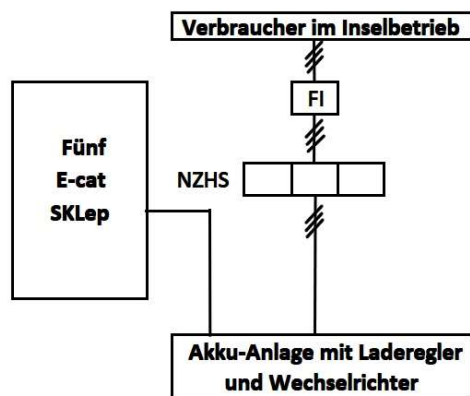 Verbraucher im Inselbetrieb
FI
Fünf
E-cat
SKLep
NZHS
Akku-Anlage mit Laderegler
und Wechselrichter